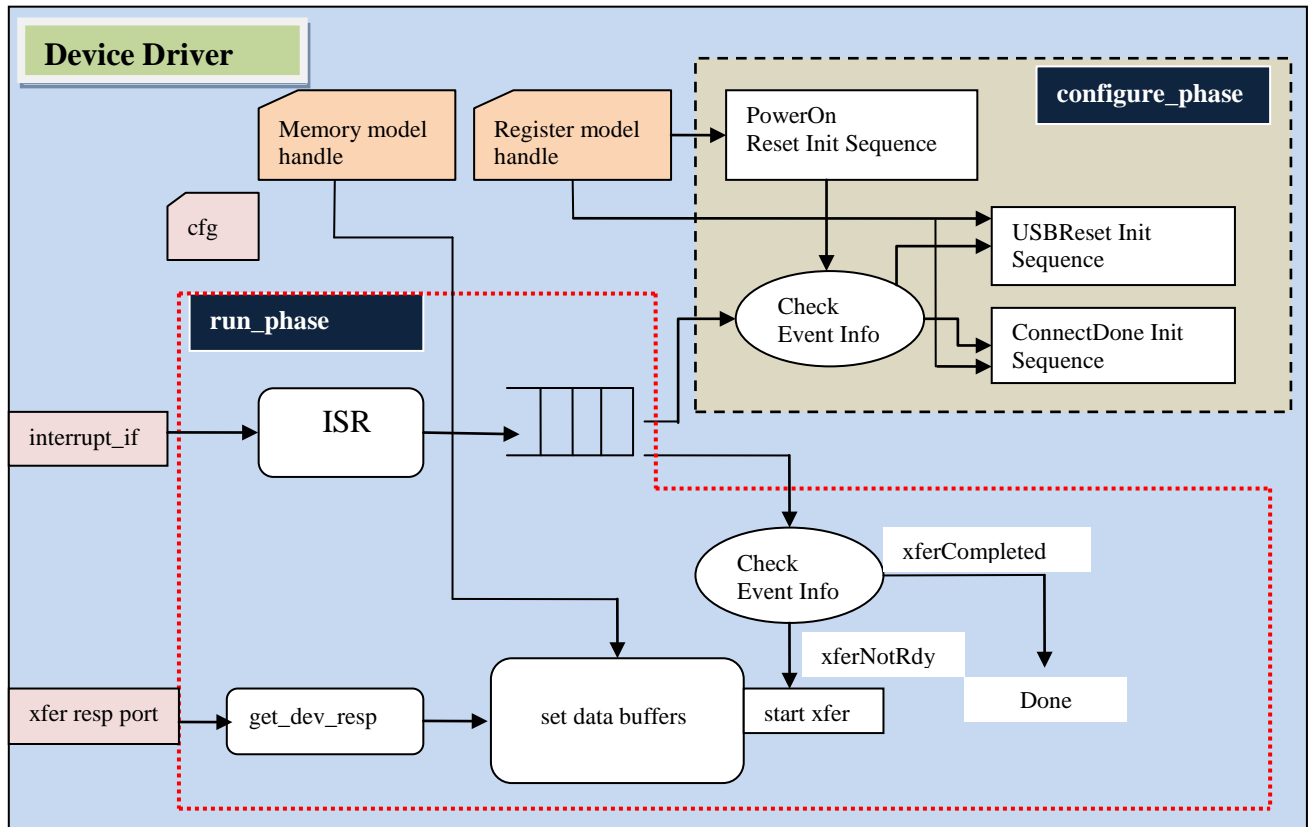 Device Driver
configure_phase
Memory model
handle
Register model
handle
PowerOn
Reset Init Sequence
cfg
USBReset Init
Sequence
Check
Event Info
ConnectDone Init
Sequence
run_phase
interrupt_if
ISR
xferCompleted
Check
Event Info
xferNotRdy
xfer resp port
get_dev_resp
set data buffers
start xfer
Done